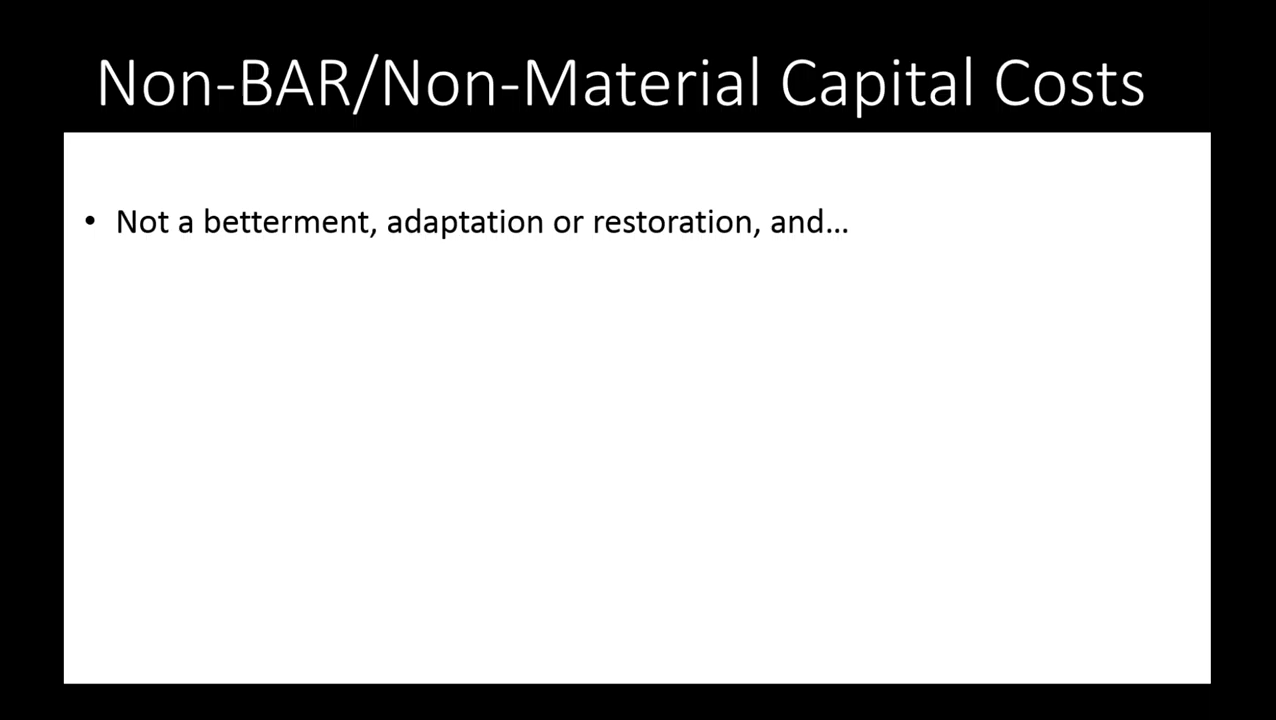 Non-BAR/Non-Material Capital Costs
• Not a betterment, adaptation or restoration, and...